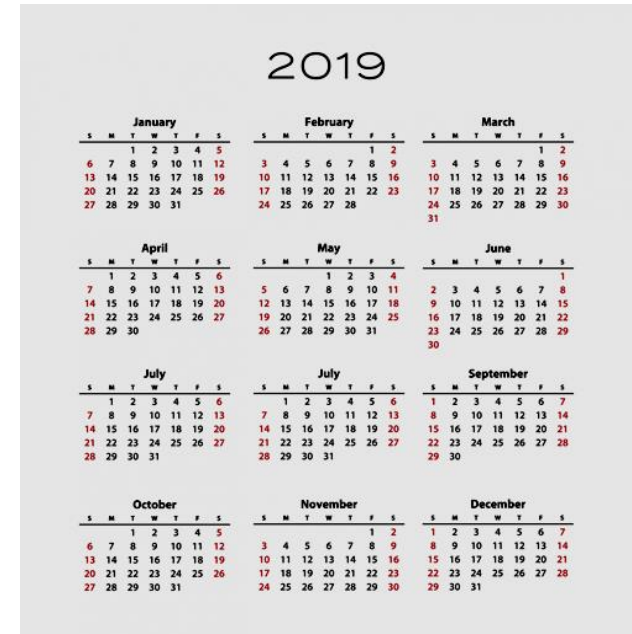 2019
January
S M T W T F S
1 2 3 4 5
6 7 8 9 10 11 12
13 14 15 16 17 18 19
20 21 22 23 24 25 26
27 28 29 30 31
February
S M T W T F S
1 2
3 4 5 6 7 8 9
10 11 12 13 14 15 16
17 18 19 20 21 22 23
24 25 26 27 28
March
S M T W T F S
1 2
3 4 5 6 7 8 9
10 11 12 13 14 15 16
17 18 19 20 21 22 23
24 25 26 27 28 29 30
31
April
S M T W T F S
1 2 3 4 5 6
7 8 9 10 11 12 13
14 15 16 17 18 19 20
21 22 23 24 25 26 27
28 29 30
May
S M T W T F S
1 2 3 4
5 6 7 8 9 10 11
12 13 14 15 16 17 18
19 20 21 22 23 24 25
26 27 28 29 30 31
June
S M T W T F S
1
2 3 4 5 6 7 8
9 10 11 12 13 14 15
16 17 18 19 20 21 22
23 24 25 26 27 28 29
30
July
S M T W T F S
1 2 3 4 5 6
7 8 9 10 11 12 13
14 15 16 17 18 19 20
21 22 23 24 25 26 27
28 29 30 31
July
S M T W T F S
1 2 3 4 5 6
7 8 9 10 11 12 13
14 15 16 17 18 19 20
21 22 23 24 25 26 27
28 29 30 31
September
S M T W T F S
1 2 3 4 5 6 7
8 9 10 11 12 13 14
15 16 17 18 19 20 21
22 23 24 25 26 27 28
29 30
October
S M T W T F S
1 2 3 4 5
6 7 8 9 10 11 12
13 14 15 16 17 18 19
20 21 22 23 24 25 26
27 28 29 30 31
November
S M T W T F S
1 2
3 4 5 6 7 8 9
10 11 12 13 14 15 16
17 18 19 20 21 22 23
24 25 26 27 28 29 30
December
S M T W T F S
1 2 3 4 5 6 7
8 9 10 11 12 13 14
15 16 17 18 19 20 21
22 23 24 25 26 27 28
29 30 31